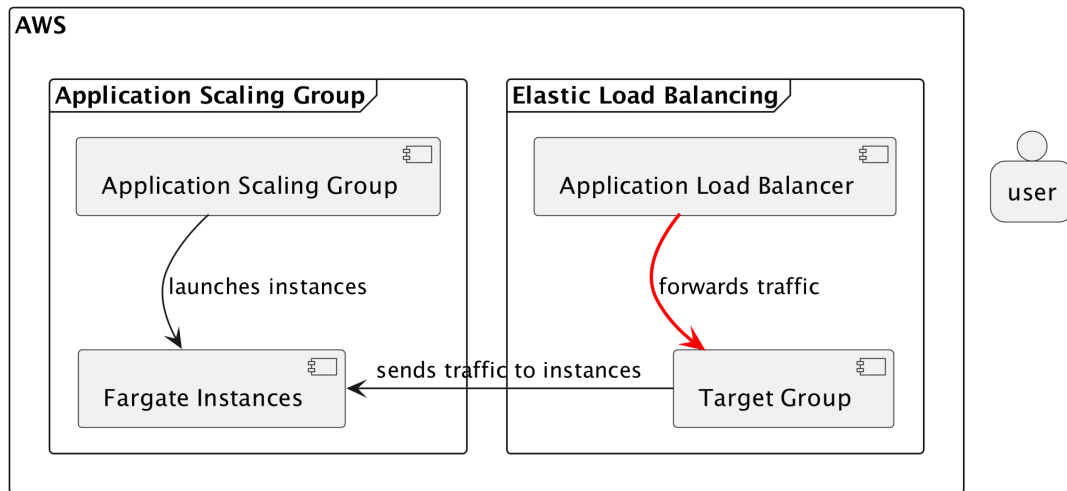 AWS
Application Scaling Group
Elastic Load Balancing
Application Scaling Group
Application Load Balancer
user
launches instances
forwards traffic
sends traffic to instances
Fargate Instances
Target Group